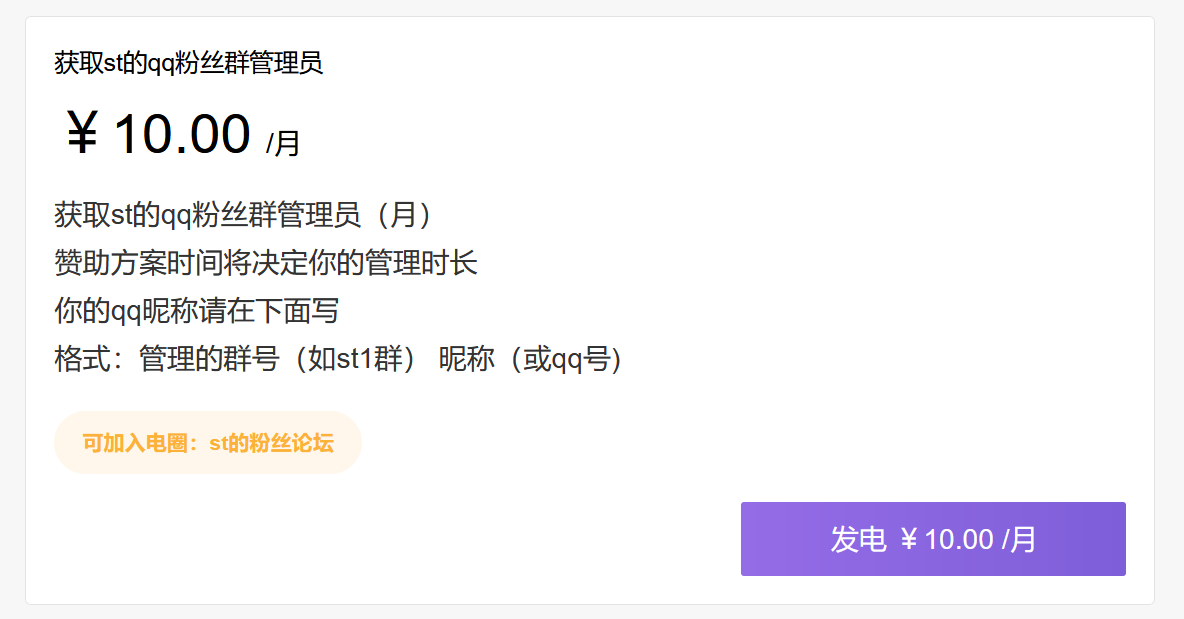 获取st的qq粉丝群管理员
¥ 10.00 /月
获取st的qq粉丝群管理员（月）
赞助方案时间将决定你的管理时长
你的qq昵称请在下面写
格式：管理的群号（如st1群） 昵称（或qq号)
可加入电圈：st的粉丝论坛
发电 ¥ 10.00 /月